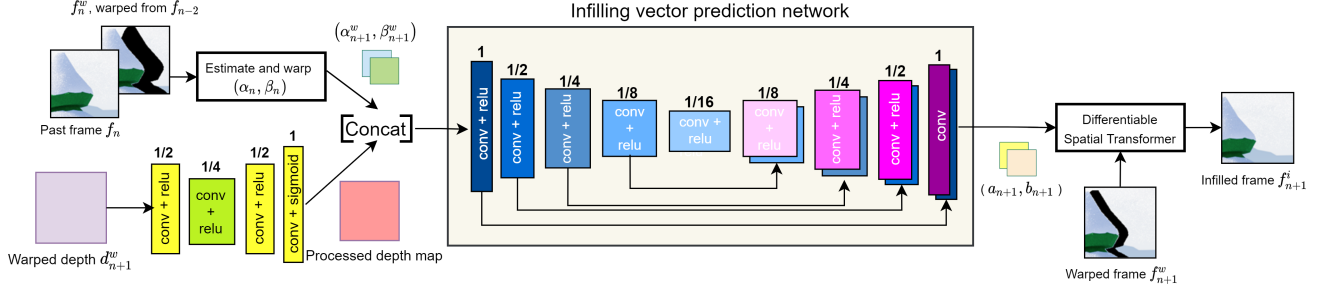 Infilling vector prediction network
$f_n^w$, warped from $f_{n-2}$
Past frame $f_n$
Estimate and warp
$(\alpha_n, \beta_n)$
$(\alpha_{n+1}^w, \beta_{n+1}^w)$
[Concat]
Warped depth $d_{n+1}^w$
1/2
conv + relu
1/4
conv
+
relu
1/2
conv + relu
1
conv + sigmoid
Processed depth map
1
conv + relu
1/2
conv + relu
1/4
conv + relu
1/8
conv
+
relu
1/16
conv +
relu
1/8
conv
+
relu
1/4
conv + relu
1/2
conv + relu
1
conv
$(a_{n+1}, b_{n+1})$
Differentiable
Spatial Transformer
Warped frame $f_{n+1}^w$
Infilled frame $f_{n+1}^i$